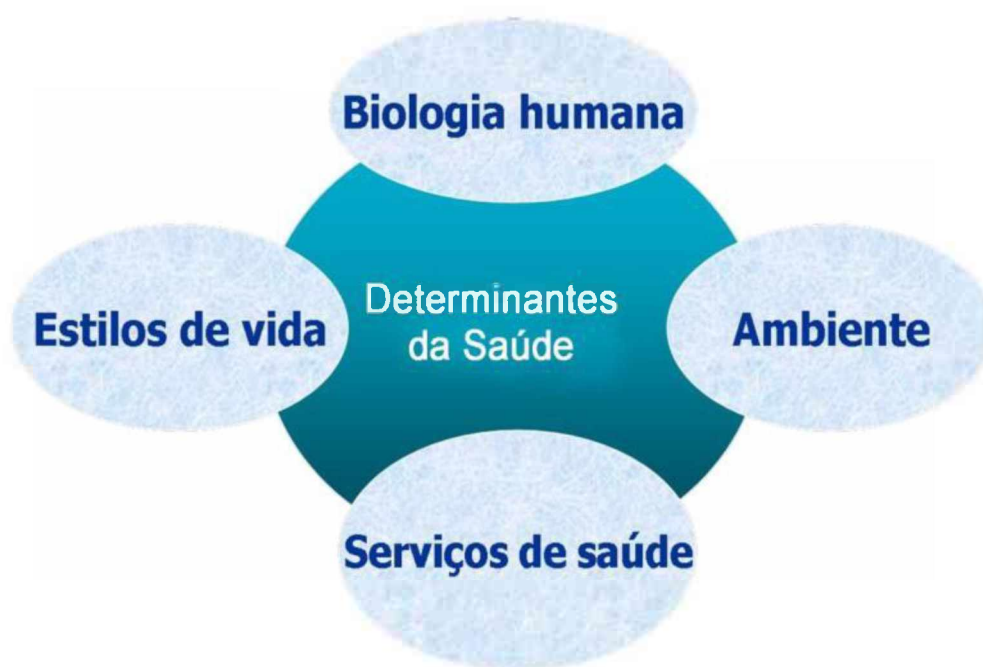 Biologia humana
Estilos de vida
Determinantes
da Saúde
Ambiente
Serviços de saúde